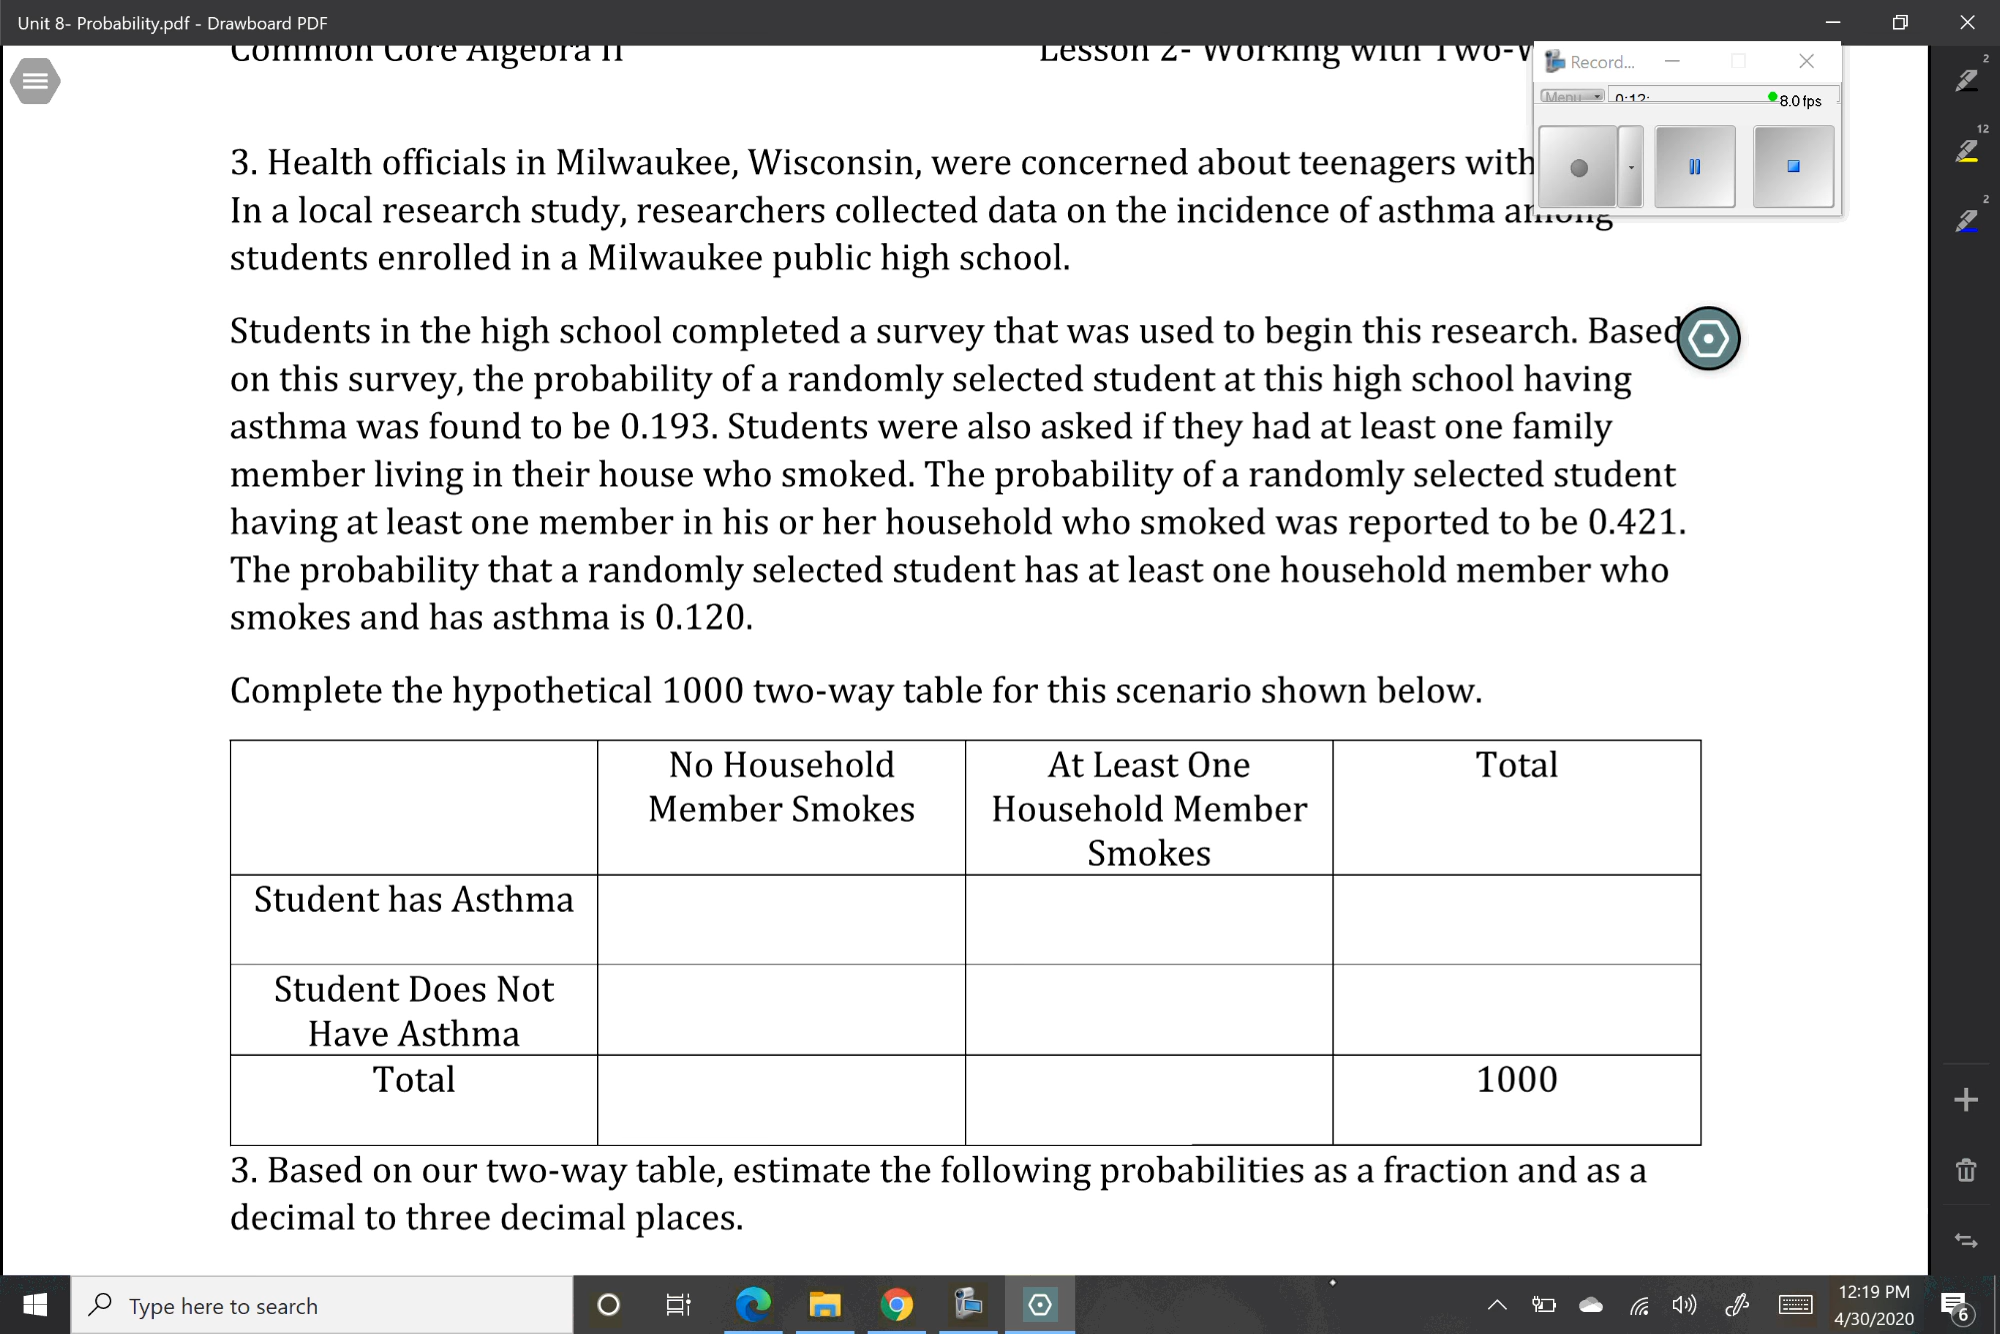 Unit 8- Probability.pdf - Drawboard PDF
Common Core Algebra II
Lesson 2- Working with Two-
Record...
Menu
0:12:
8.0 fps
2
12
2
3. Health officials in Milwaukee, Wisconsin, were concerned about teenagers with
In a local research study, researchers collected data on the incidence of asthma among
students enrolled in a Milwaukee public high school.
Students in the high school completed a survey that was used to begin this research. Based
on this survey, the probability of a randomly selected student at this high school having
asthma was found to be 0.193. Students were also asked if they had at least one family
member living in their house who smoked. The probability of a randomly selected student
having at least one member in his or her household who smoked was reported to be 0.421.
The probability that a randomly selected student has at least one household member who
smokes and has asthma is 0.120.
Complete the hypothetical 1000 two-way table for this scenario shown below.
No Household
Member Smokes
At Least One
Household Member
Smokes
Total
Student has Asthma
Student Does Not
Have Asthma
Total
1000
3. Based on our two-way table, estimate the following probabilities as a fraction and as a
decimal to three decimal places.
Type here to search
12:19 PM
4/30/2020
6